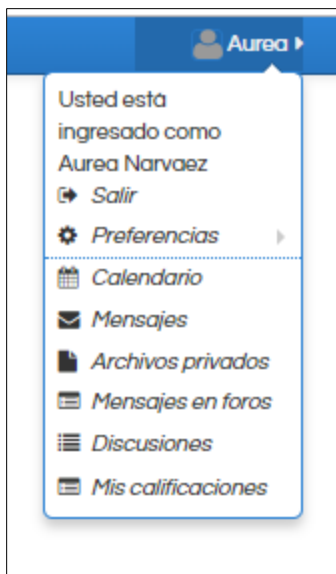 Aurea
Usted está
ingresado como
Aurea Narvaez
Salir
Preferencias
Calendario
Mensajes
Archivos privados
Mensajes en foros
Discusiones
Mis calificaciones